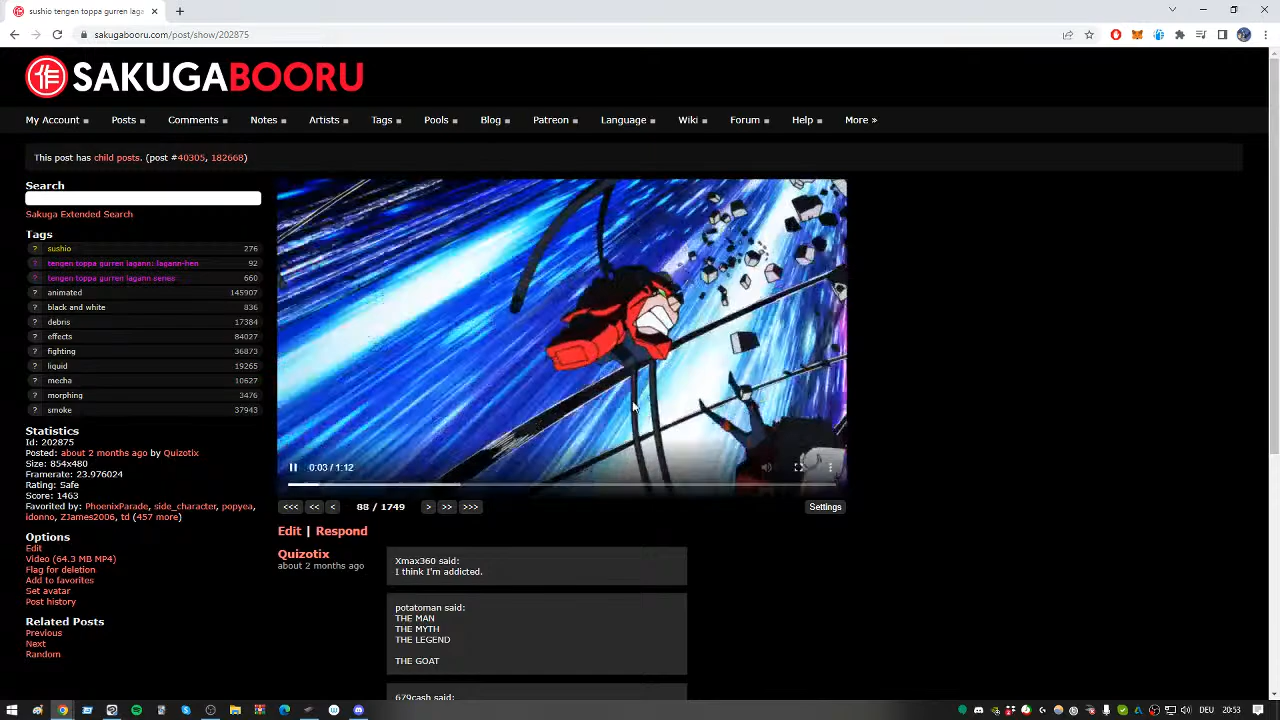 sushio tengen toppa gurren laga
sakugabooru.com/post/show/202875
作 SAKUGABOORU
My Account Posts Comments Notes Artists Tags Pools Blog Patreon Language Wiki Forum Help More »
This post has child posts. (post #40305, 182668)
Search
Sakuga Extended Search
Tags
? sushio 276
? tengen toppa gurren lagann: lagann-hen 92
? tengen toppa gurren lagann series 660
? animated 145907
? black and white 836
? debris 17384
? effects 84027
? fighting 36873
? liquid 19265
? mecha 10627
? morphing 3476
? smoke 37943
Statistics
Id: 202875
Posted: about 2 months ago by Quizotix
Size: 854x480
Framerate: 23.976024
Rating: Safe
Score: 1463
Favorited by: PhoenixParade, side_character, popyea,
idonno, ZJames2006, td (457 more)
Options
Edit
Video (64.3 MB MP4)
Flag for deletion
Add to favorites
Set avatar
Post history
Related Posts
Previous
Next
Random
0:03 / 1:12
<<< << < 88 / 1749 > >> >>> Settings
Edit | Respond
Quizotix
about 2 months ago
Xmax360 said:
I think I'm addicted.
potatoman said:
THE MAN
THE MYTH
THE LEGEND
THE GOAT
679cash said:
DEU 20:53